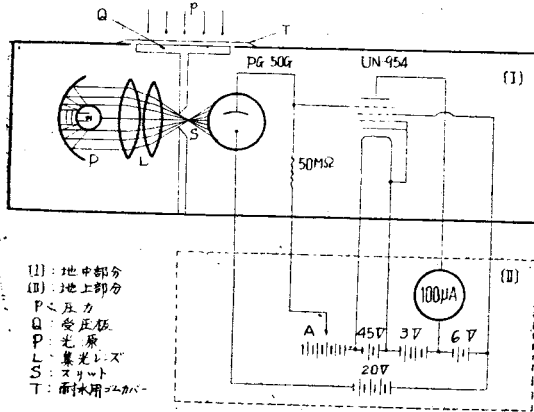 p
Q
T
PG 50G
UN-954
[I]
P
L
S
50MΩ
[II]
100μA
A
45V
3V
6V
20V
[I]: 地中部分
[II]: 地上部分
P: 圧力
Q: 受圧板
P: 光原
L: 集光レンズ
S: スリット
T: 耐水用ゴムカバー